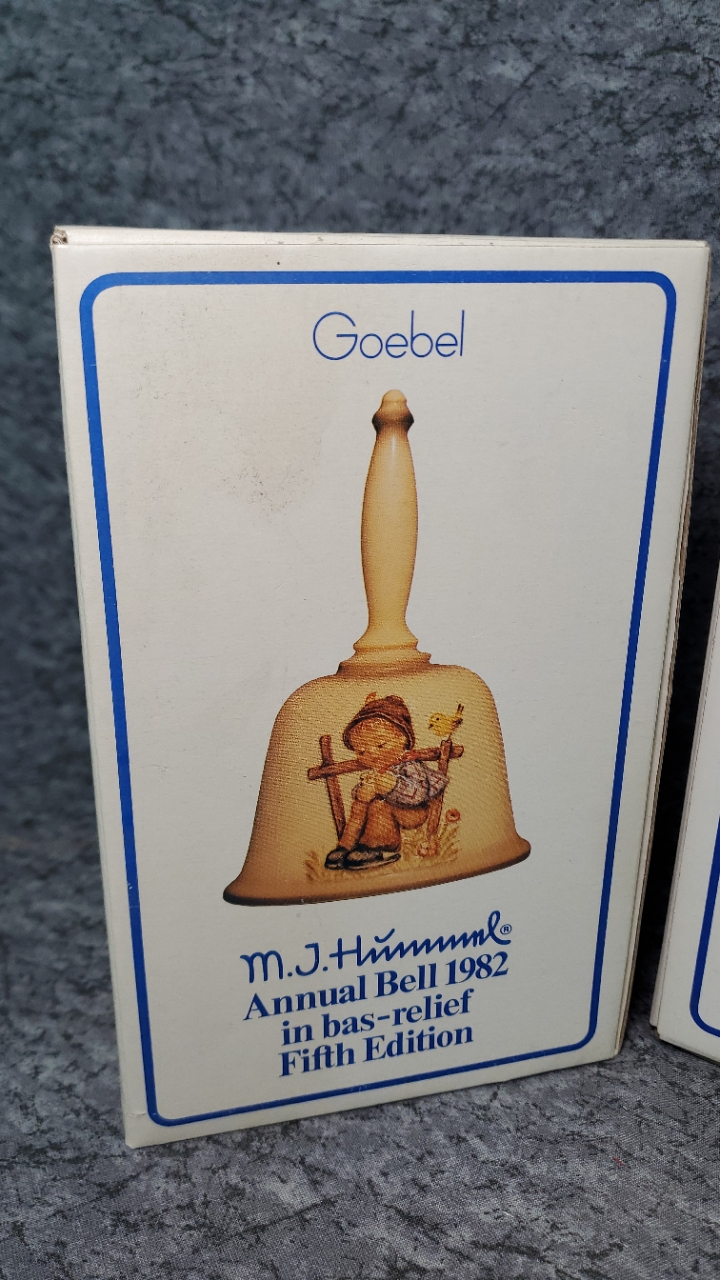 Goebel
M.J. Hummel®
Annual Bell 1982
in bas-relief
Fifth Edition